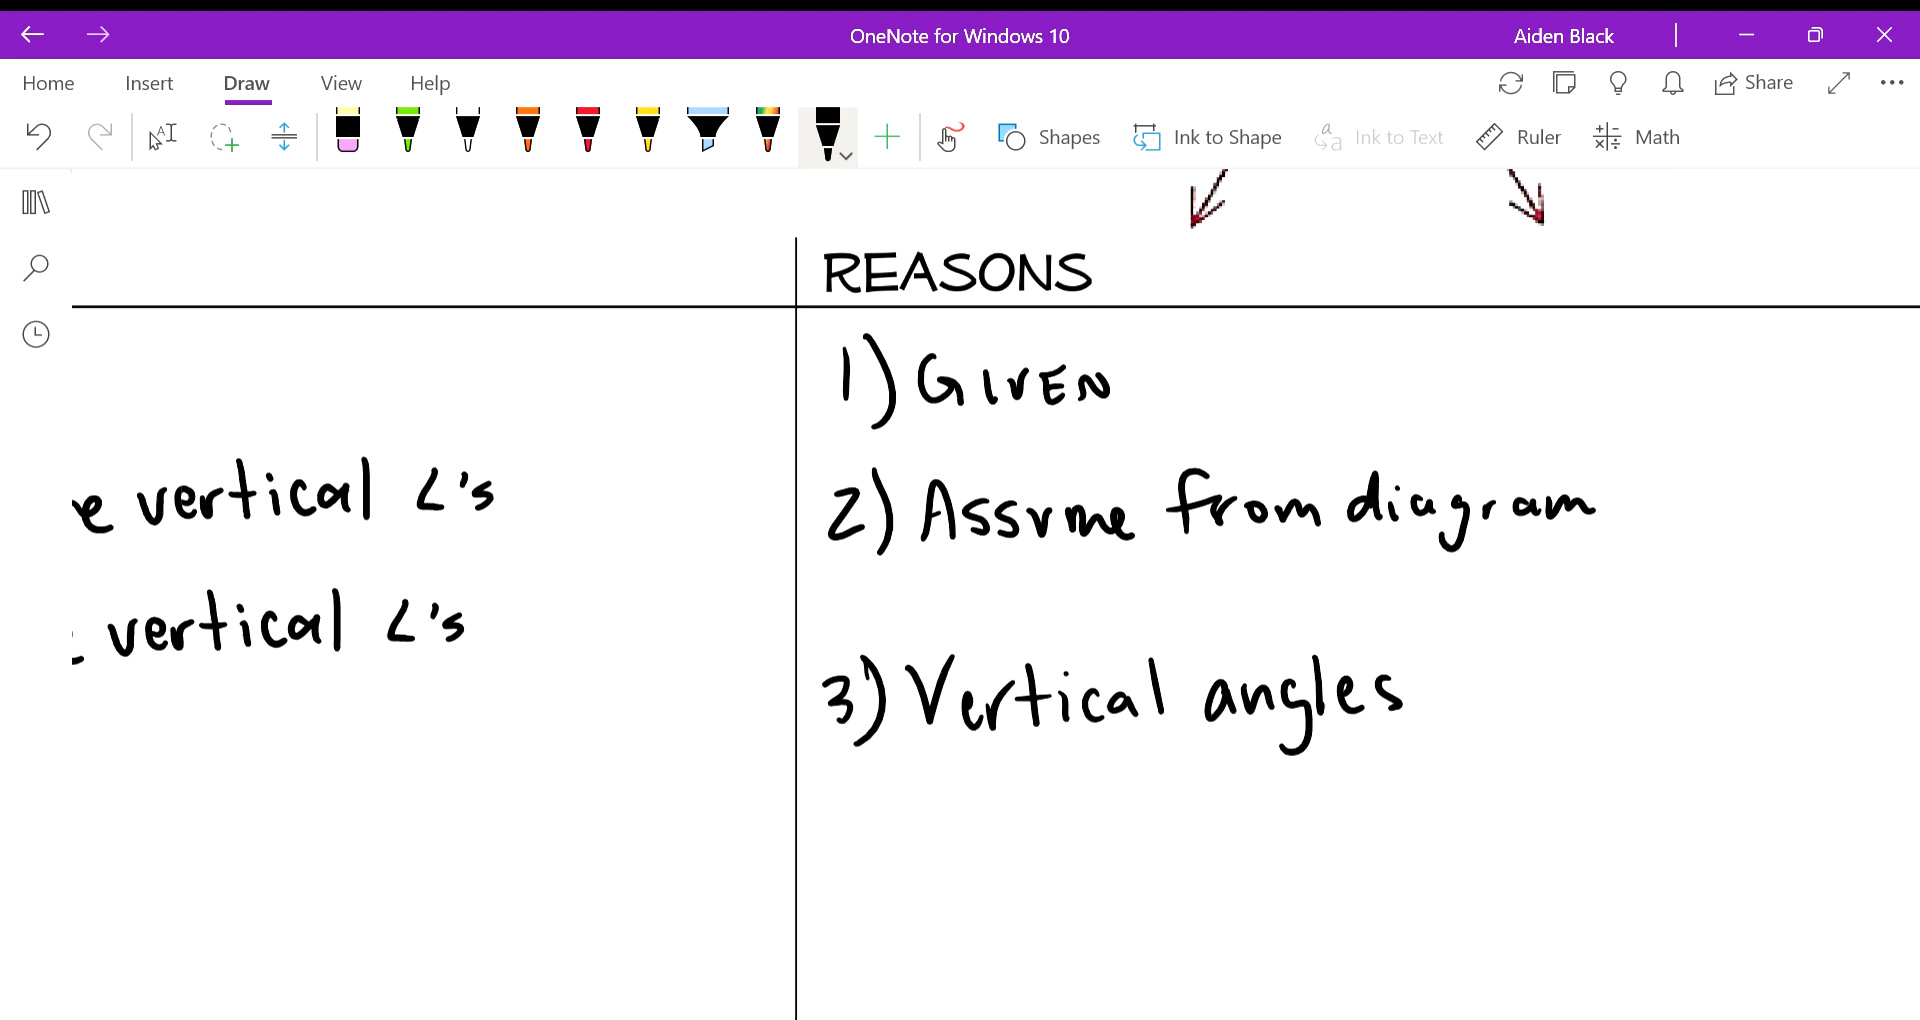 OneNote for Windows 10
Aiden Black
Home Insert Draw View Help
Share
Shapes Ink to Shape Ink to Text Ruler Math
REASONS
1) GIVEN
vertical ∠'s
2) Assume from diagram
vertical ∠'s
3) Vertical angles